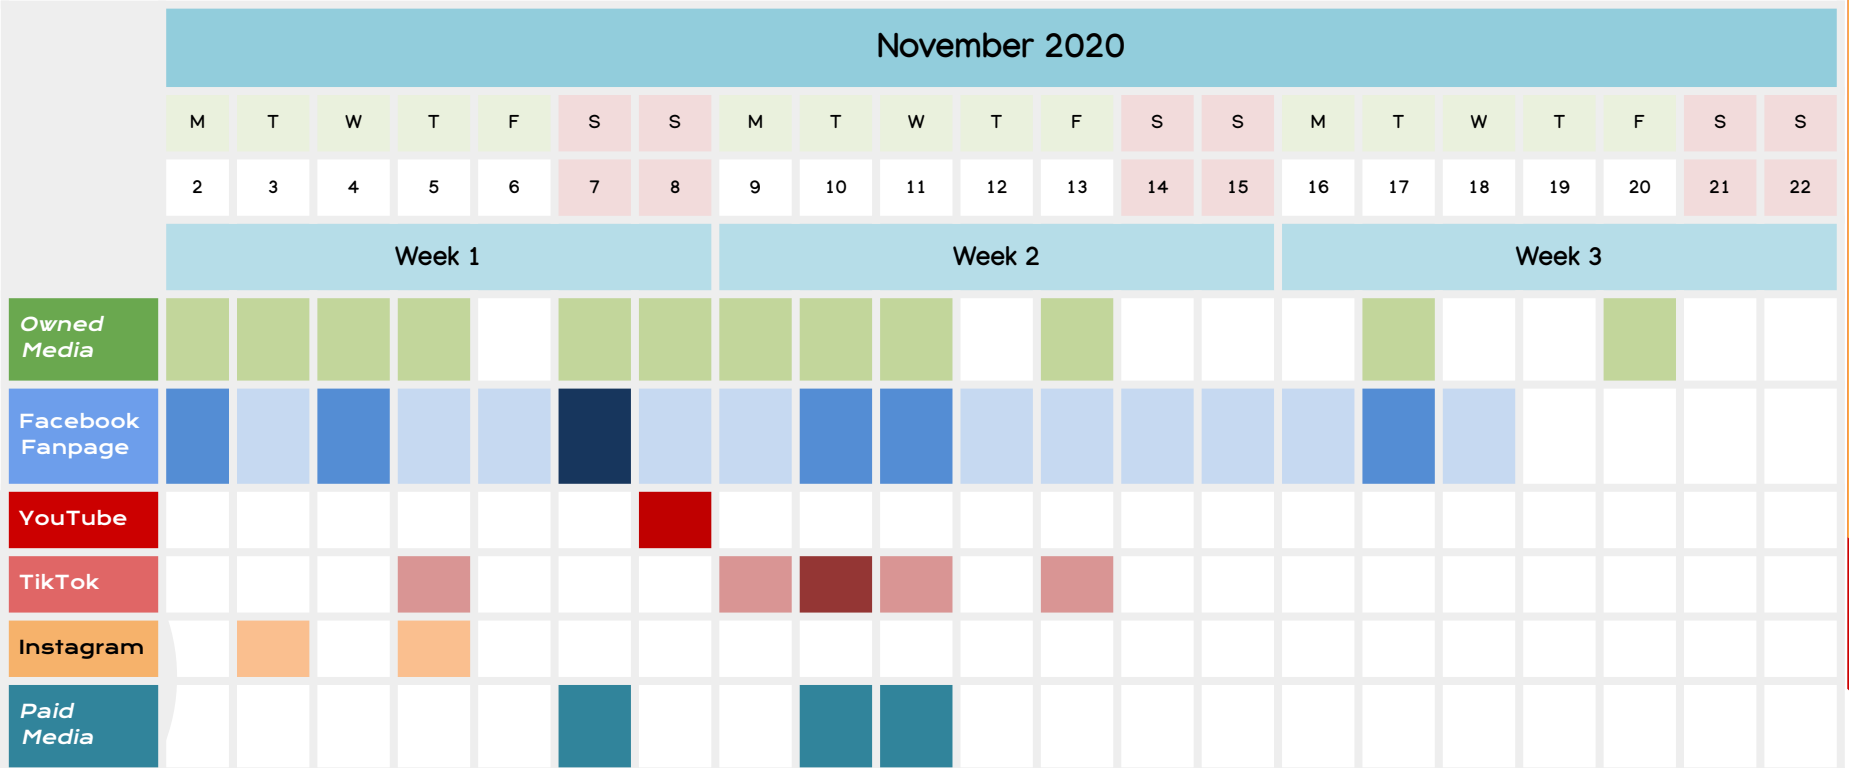 November 2020
M T W T F S S M T W T F S S M T W T F S S
2 3 4 5 6 7 8 9 10 11 12 13 14 15 16 17 18 19 20 21 22
Week 1 Week 2 Week 3
Owned
Media
Facebook
Fanpage
YouTube
TikTok
Instagram
Paid
Media